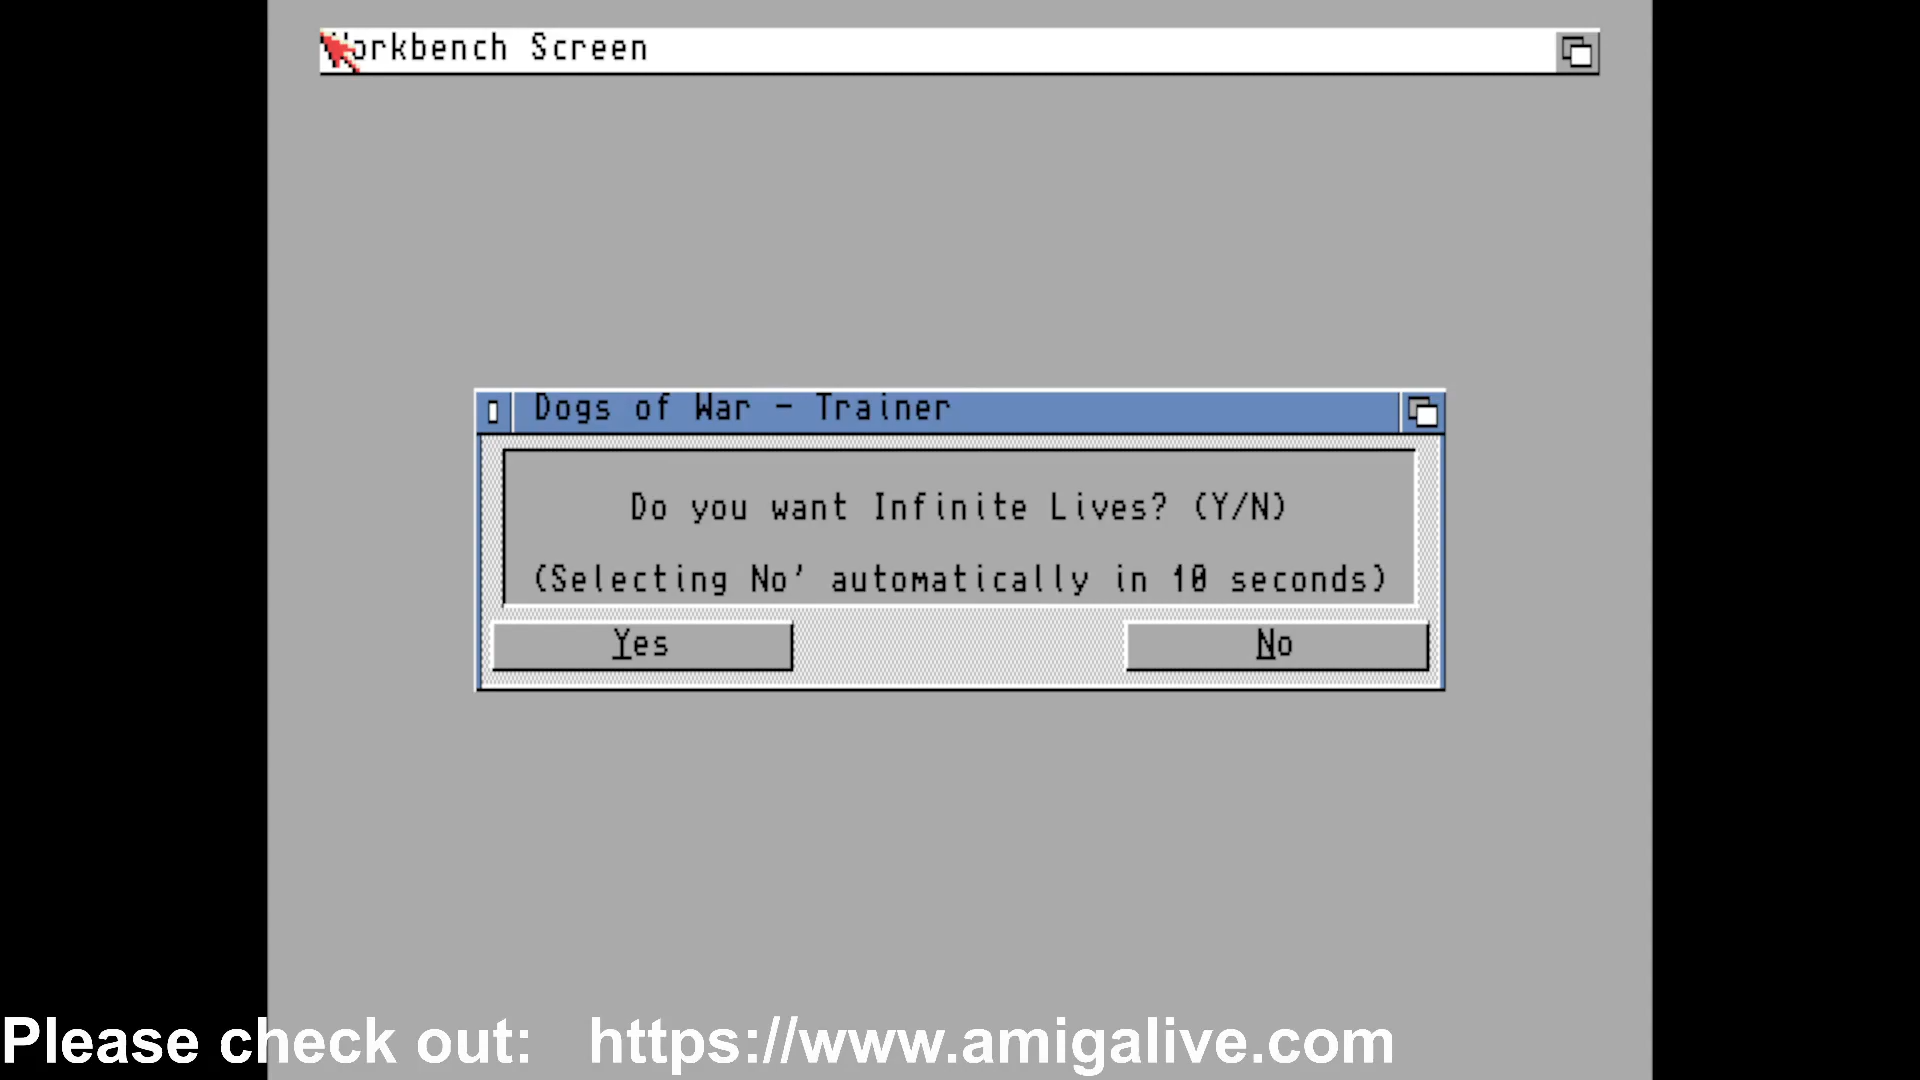 Workbench Screen
Dogs of War - Trainer
Do you want Infinite Lives? (Y/N)
(Selecting No' automatically in 10 seconds)
Yes
No
Please check out: https://www.amigalive.com